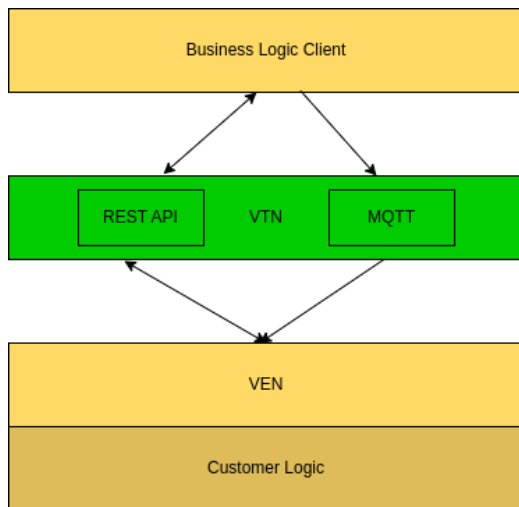 Business Logic Client
REST API
VTN
MQTT
VEN
Customer Logic